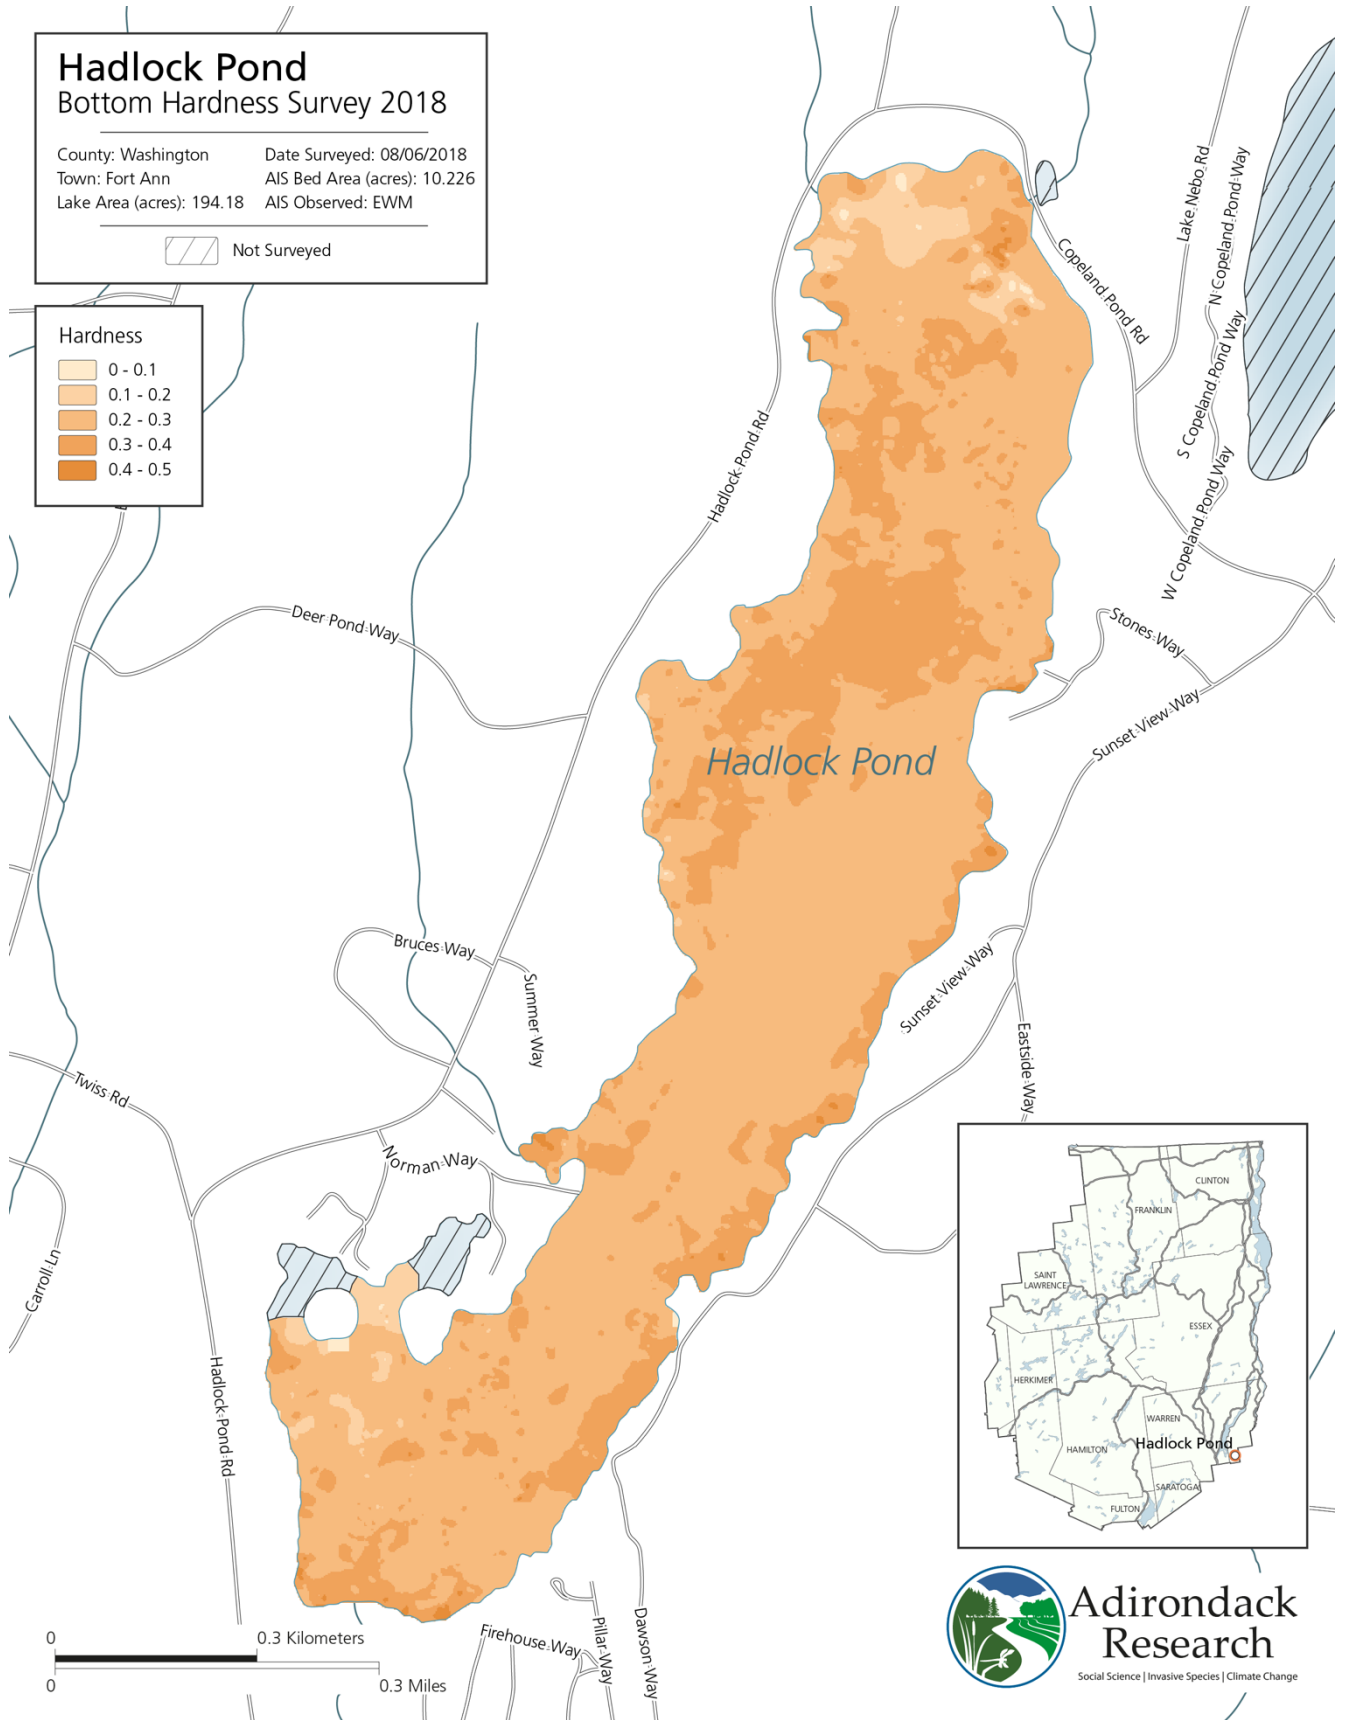 Hadlock Pond
Bottom Hardness Survey 2018
County: Washington
Town: Fort Ann
Lake Area (acres): 194.18
Date Surveyed: 08/06/2018
AIS Bed Area (acres): 10.226
AIS Observed: EWM
Not Surveyed
Hardness
0 - 0.1
0.1 - 0.2
0.2 - 0.3
0.3 - 0.4
0.4 - 0.5
Lake Nebo Rd
N Copeland Pond Way
Copeland Pond Rd
S Copeland Pond Way
W Copeland Pond Way
Hadlock Pond Rd
Deer Pond Way
Stones Way
Sunset View Way
Hadlock Pond
Bruces Way
Summer Way
Sunset View Way
Eastside Way
Twiss Rd
Norman Way
Carroll Ln
Hadlock Pond Rd
Firehouse Way
Pillar Way
Dawson Way
CLINTON
FRANKLIN
SAINT
LAWRENCE
ESSEX
HERKIMER
WARREN
Hadlock Pond
HAMILTON
SARATOGA
FULTON
0
0.3 Kilometers
0
0.3 Miles
Adirondack
Research
Social Science | Invasive Species | Climate Change